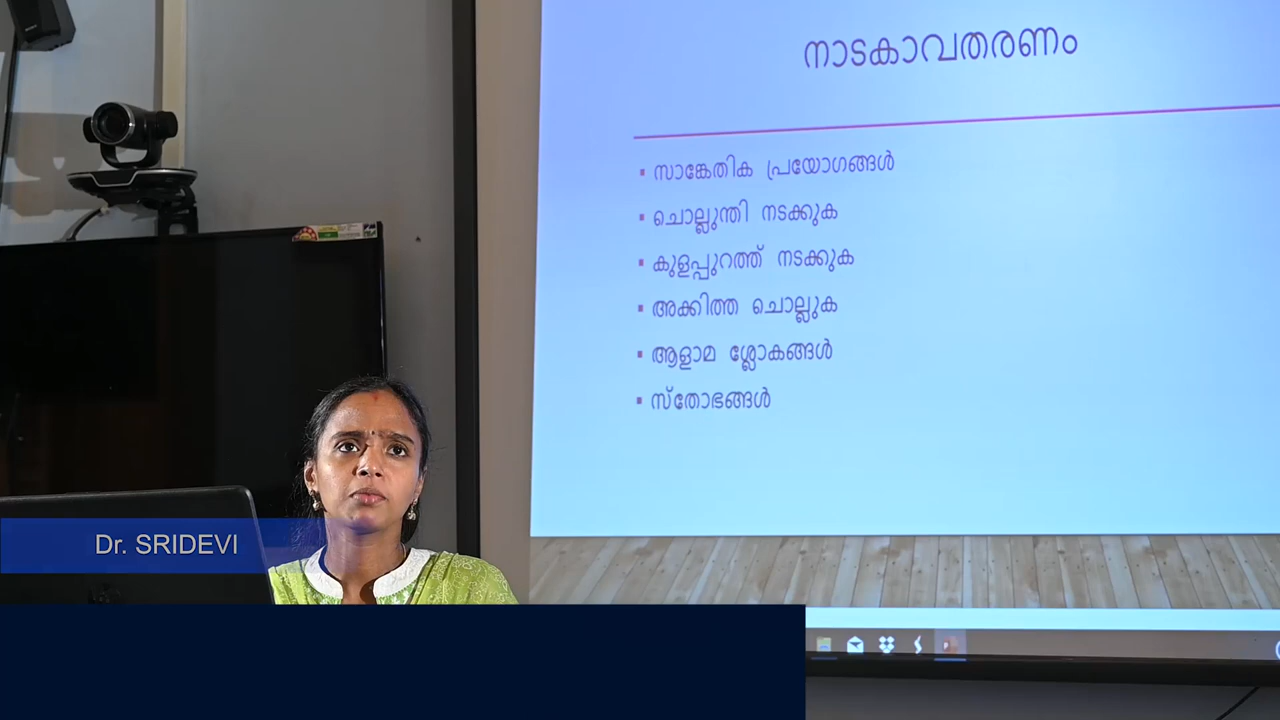 നാടകാവതരണം
സാങ്കേതിക പ്രയോഗങ്ങൾ
ചൊല്ലുന്തി നടക്കുക
കുളപ്പുറത്ത് നടക്കുക
അക്കിത്ത ചൊല്ലുക
ആളാമ ശ്ലോകങ്ങൾ
സ്തോഭങ്ങൾ
Dr. SRIDEVI